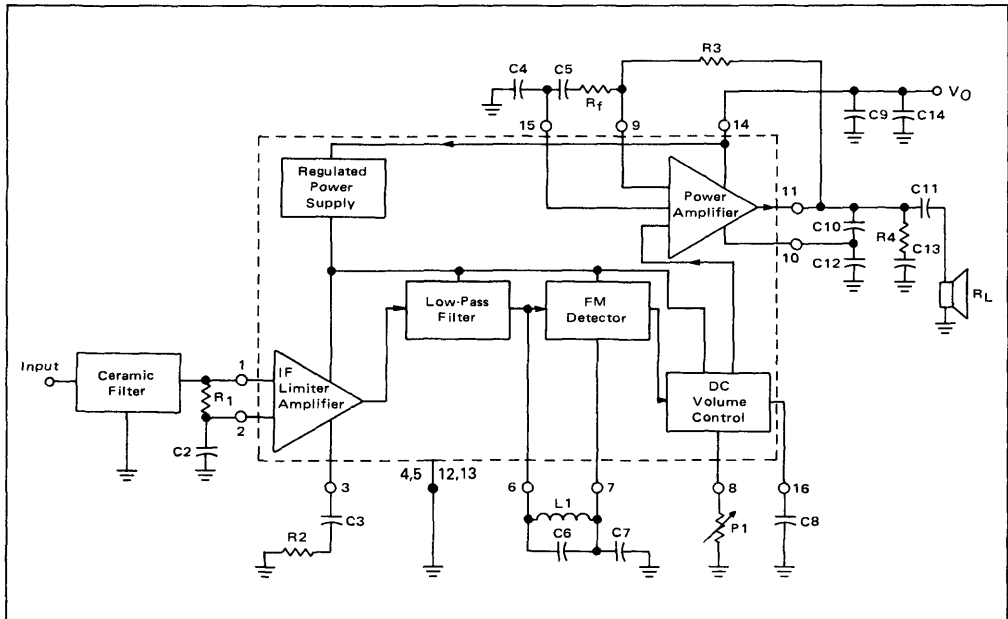 R3
C4
C5
Rf
VO
C9
C14
15
9
14
Regulated
Power
Supply
Power
Amplifier
11
C11
C10
R4
10
C12
C13
RL
Low-Pass
Filter
FM
Detector
Input
Ceramic
Filter
1
R1
2
C2
IF
Limiter
Amplifier
DC
Volume
Control
4,5
12,13
3
6
7
8
16
C3
R2
L1
C6
C7
P1
C8